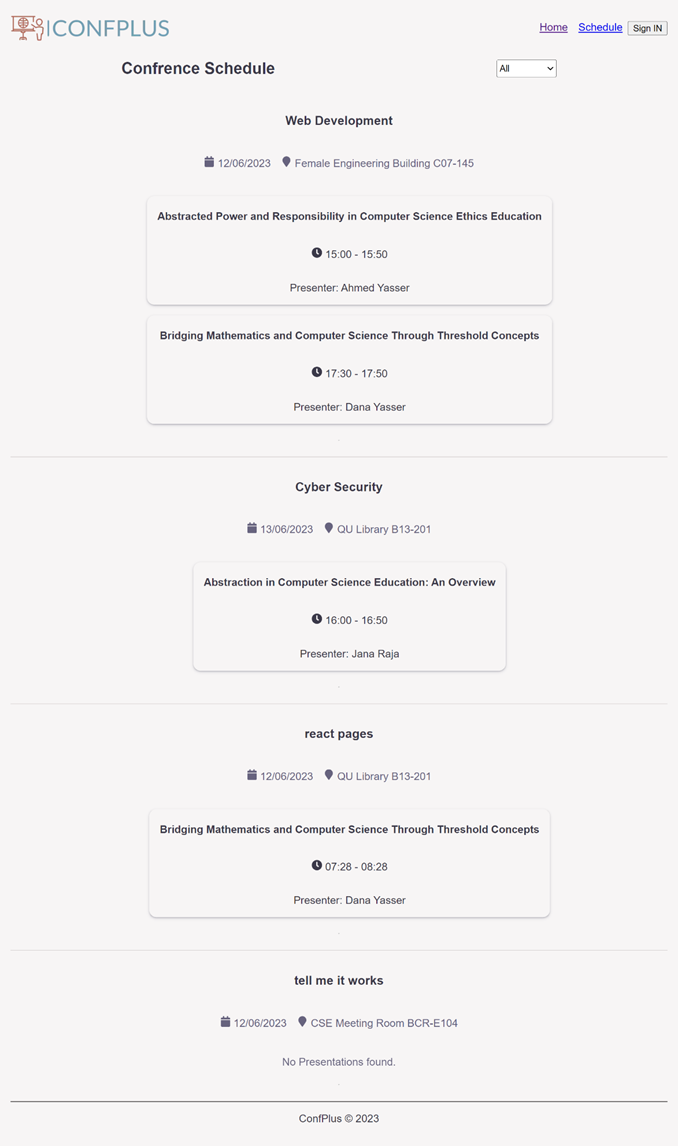 ICONFPLUS
Home Schedule Sign IN
Confrence Schedule All
Web Development
12/06/2023 Female Engineering Building C07-145
Abstracted Power and Responsibility in Computer Science Ethics Education
15:00 - 15:50
Presenter: Ahmed Yasser
Bridging Mathematics and Computer Science Through Threshold Concepts
17:30 - 17:50
Presenter: Dana Yasser
.
Cyber Security
13/06/2023 QU Library B13-201
Abstraction in Computer Science Education: An Overview
16:00 - 16:50
Presenter: Jana Raja
.
react pages
12/06/2023 QU Library B13-201
Bridging Mathematics and Computer Science Through Threshold Concepts
07:28 - 08:28
Presenter: Dana Yasser
.
tell me it works
12/06/2023 CSE Meeting Room BCR-E104
No Presentations found.
.
ConfPlus © 2023